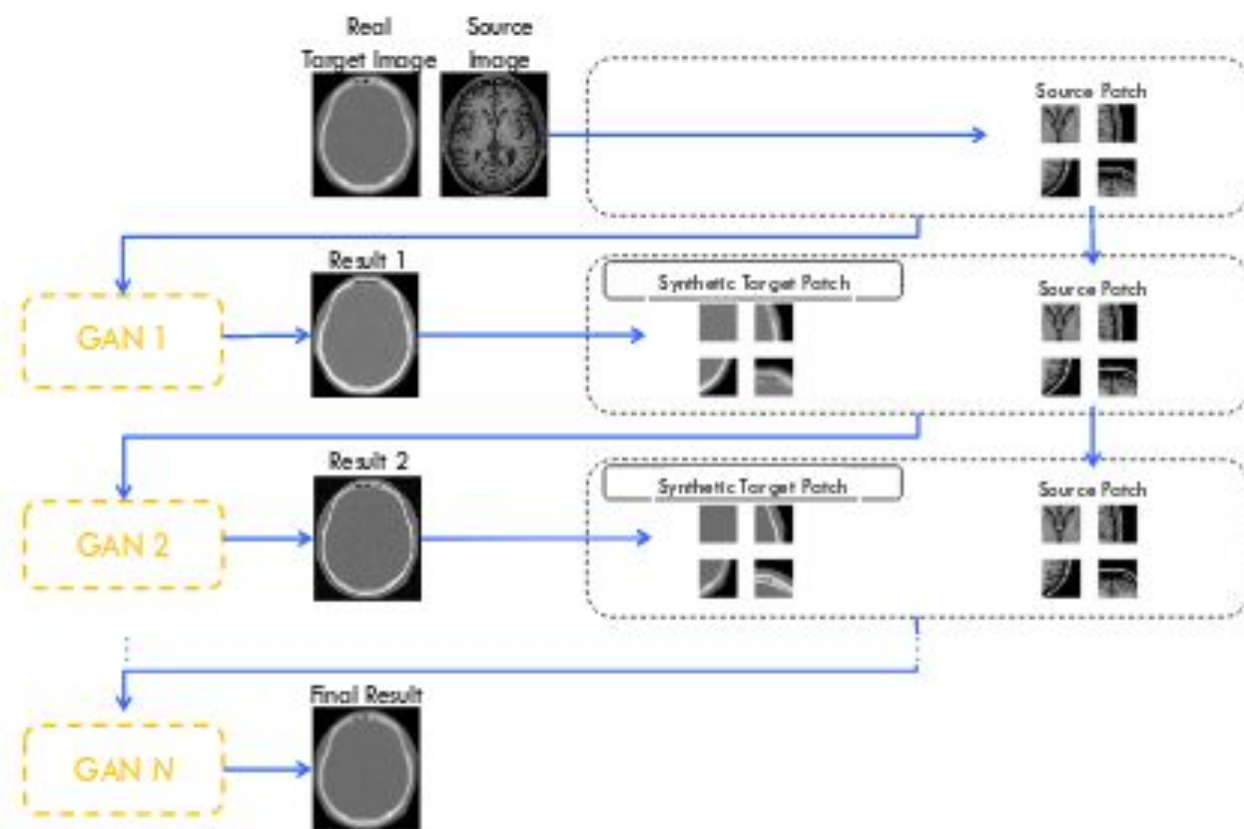 Real
Target Image
Source
Image
Source Patch
Result 1
Synthetic Target Patch
Source Patch
GAN 1
Result 2
Synthetic Target Patch
Source Patch
GAN 2
Final Result
GAN N